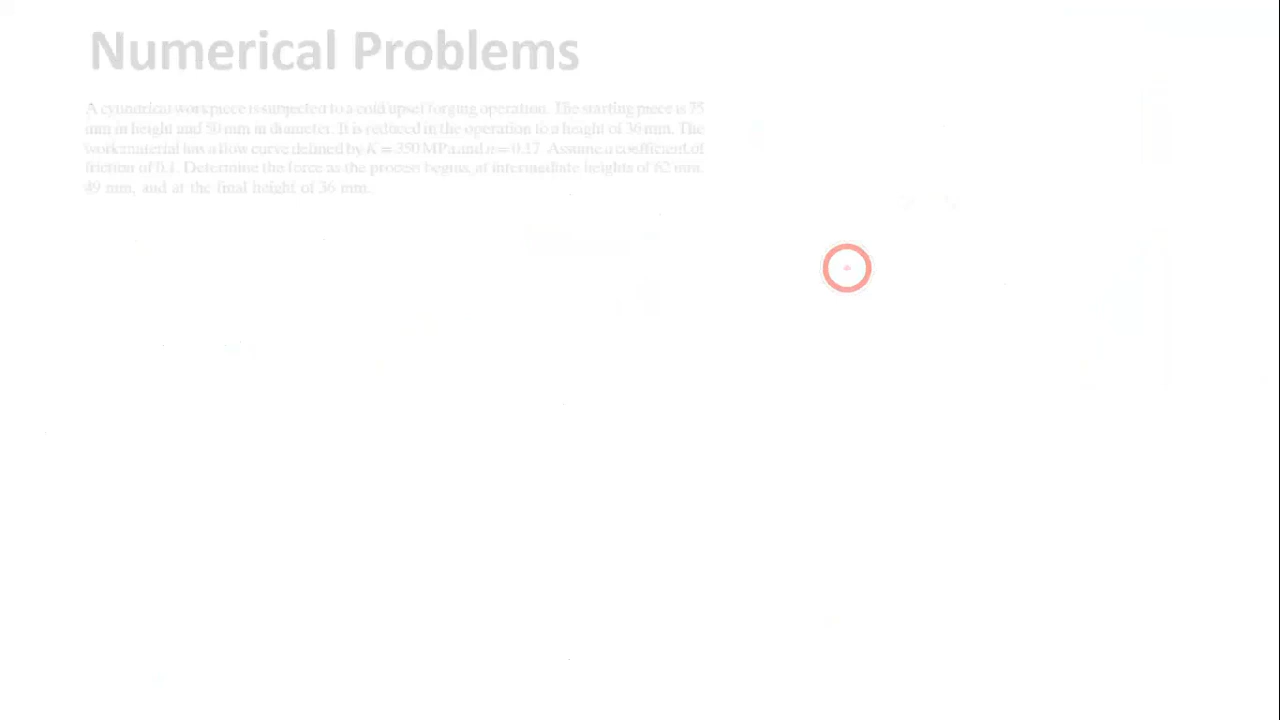 Numerical Problems
A cylindrical workpiece is subjected to a cold upset forging operation. The starting piece is 75
mm in height and 50 mm in diameter. It is reduced in the operation to a height of 36 mm. The
work material has a flow curve defined by K = 350 MPa and n = 0.17. Assume a coefficient of
friction of 0.1. Determine the force as the process begins, at intermediate heights of 62 mm,
49 mm, and at the final height of 36 mm.